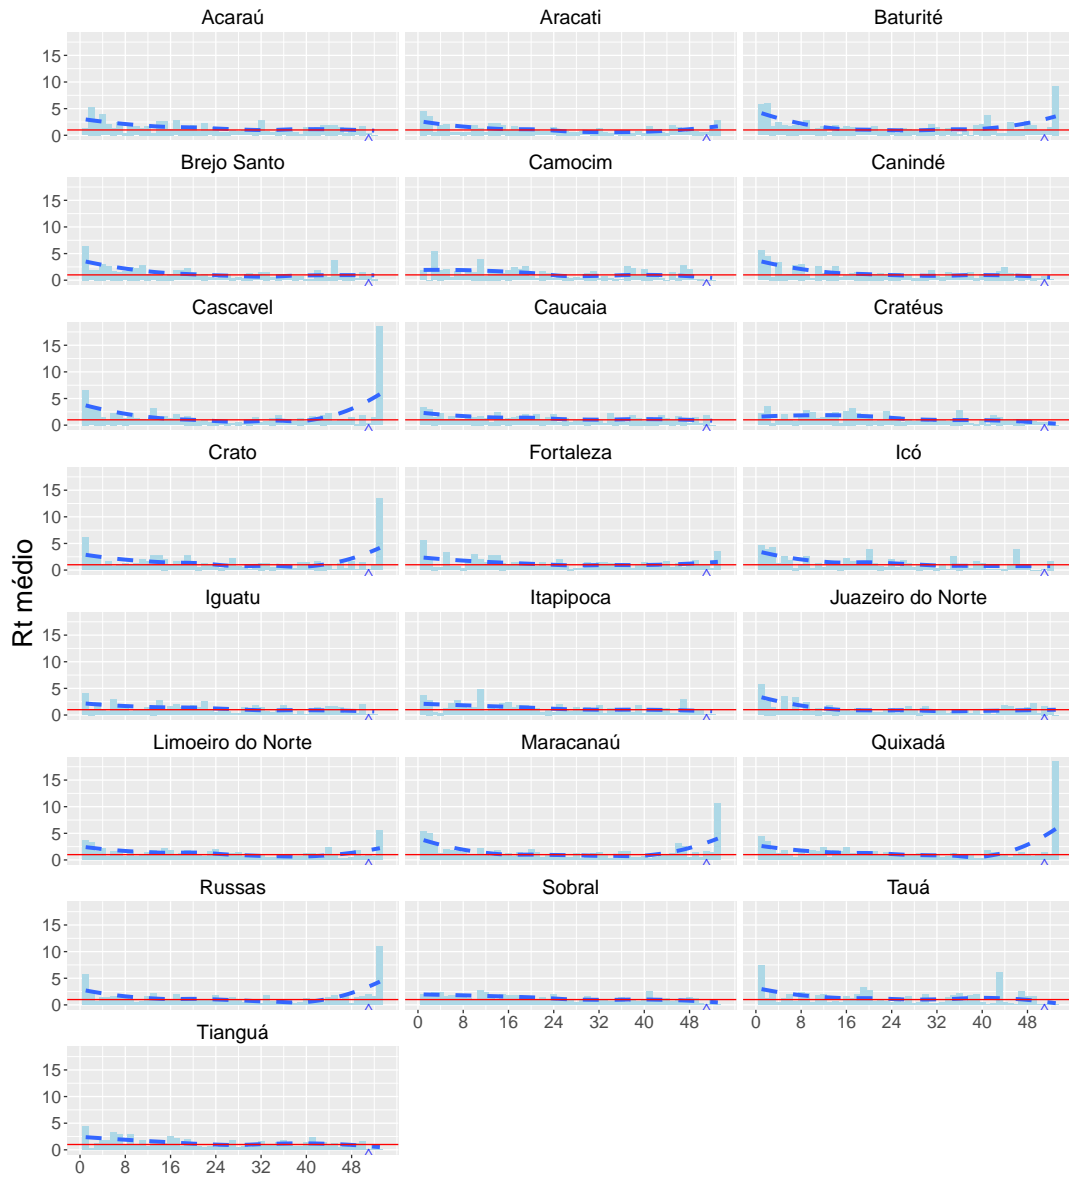 Acaraú Aracati Baturité
15
10
5
0
Brejo Santo Camocim Canindé
15
10
5
0
Cascavel Caucaia Cratéus
15
10
5
0
Crato Fortaleza Icó
15
10
5
0
Rt médio
Iguatu Itapipoca Juazeiro do Norte
15
10
5
0
Limoeiro do Norte Maracanaú Quixadá
15
10
5
0
Russas Sobral Tauá
15
10
5
0
0 8 16 24 32 40 48 0 8 16 24 32 40 48
Tianguá
15
10
5
0
0 8 16 24 32 40 48